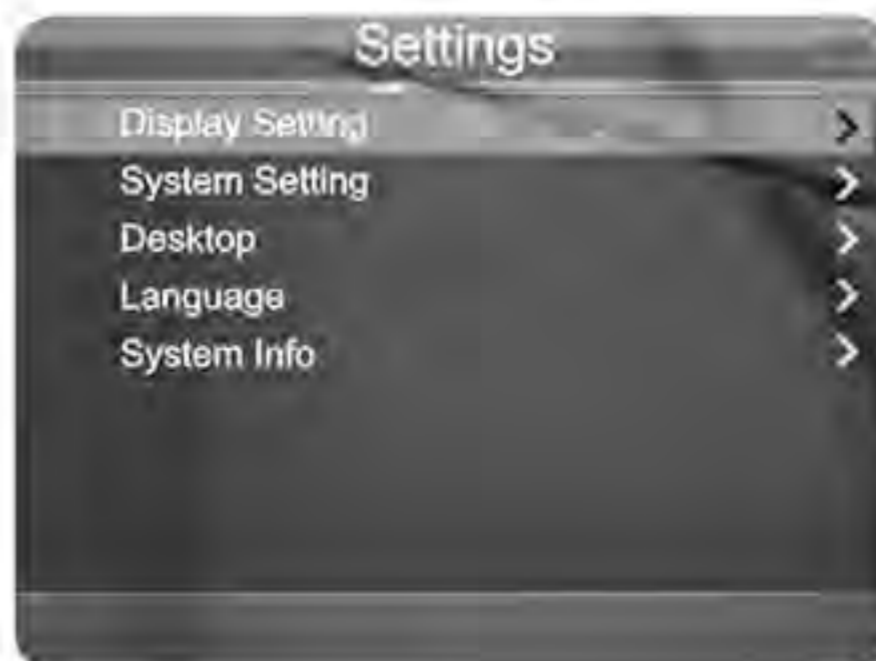 Settings
Display Setting
System Setting
Desktop
Language
System Info